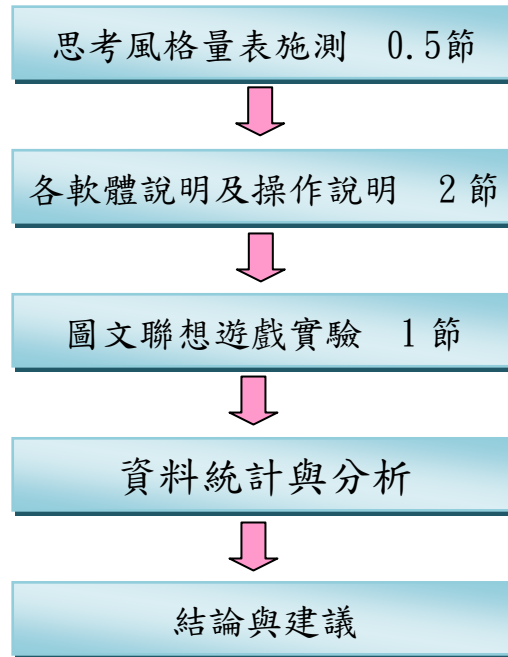 思考風格量表施測　0.5節
各軟體說明及操作說明　2 節
圖文聯想遊戲實驗　1 節
資料統計與分析
結論與建議